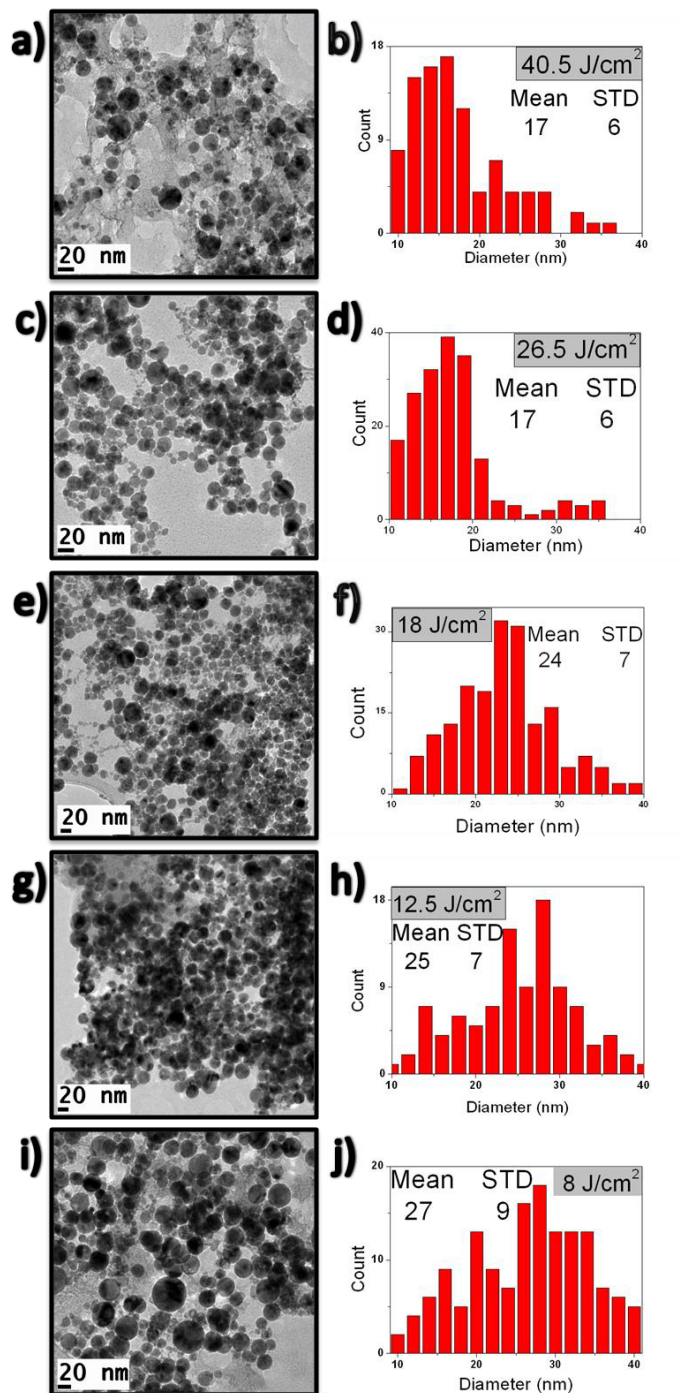 a)
20 nm
b)
40.5 J/cm²
Mean STD
17 6
18
9
0
Count
10 20 30 40
Diameter (nm)
c)
20 nm
d)
26.5 J/cm²
Mean STD
17 6
40
20
0
Count
10 20 30 40
Diameter (nm)
e)
20 nm
f)
18 J/cm²
Mean STD
24 7
30
15
0
Count
10 20 30 40
Diameter (nm)
g)
20 nm
h)
12.5 J/cm²
Mean STD
25 7
18
9
0
Count
10 20 30 40
Diameter (nm)
i)
20 nm
j)
Mean STD 8 J/cm²
27 9
20
10
0
Count
10 20 30 40
Diameter (nm)